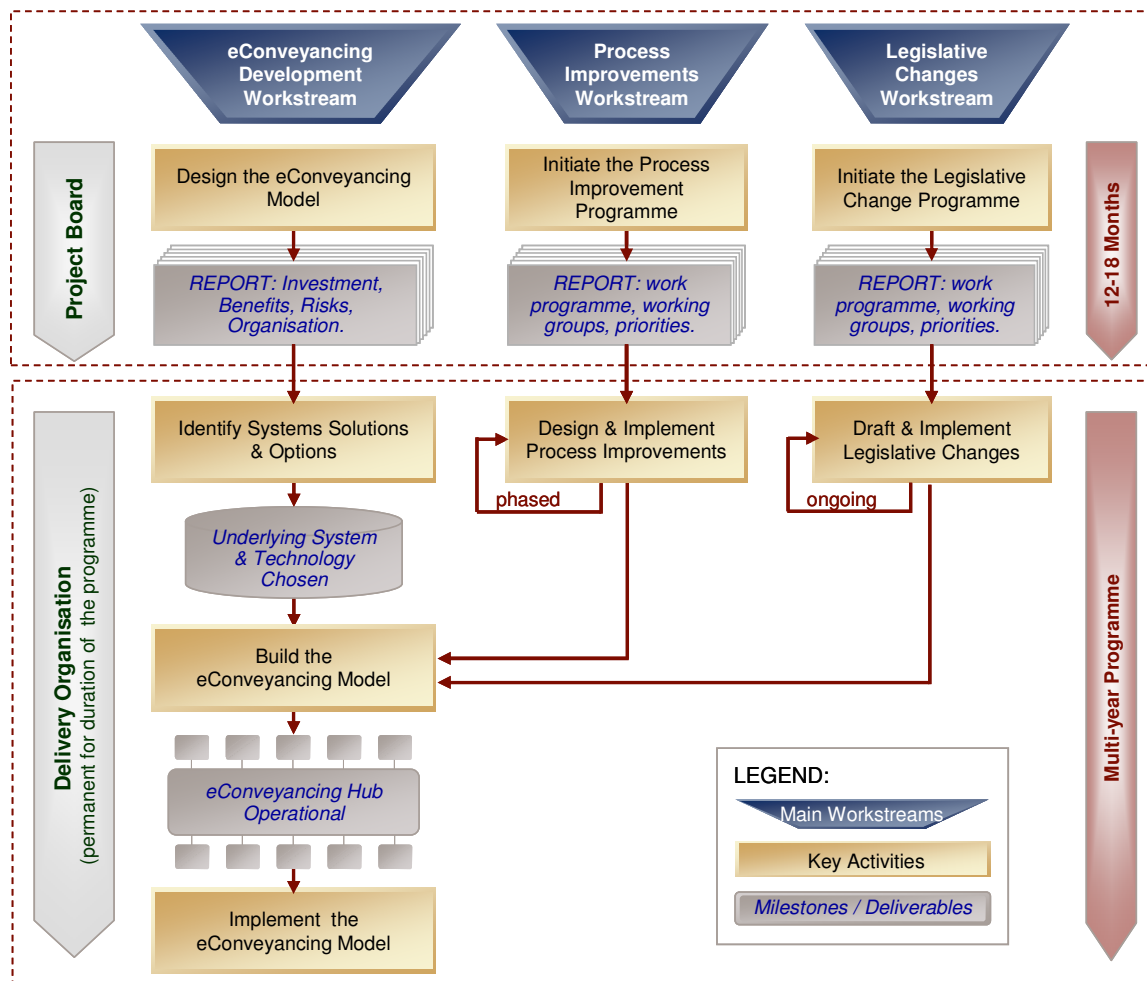 eConveyancing
Development
Workstream
Process
Improvements
Workstream
Legislative
Changes
Workstream
Project Board
12-18 Months
Design the eConveyancing
Model
Initiate the Process
Improvement
Programme
Initiate the Legislative
Change Programme
REPORT: Investment,
Benefits, Risks,
Organisation.
REPORT: work
programme, working
groups, priorities.
REPORT: work
programme, working
groups, priorities.
Delivery Organisation
(permanent for duration of the programme)
Multi-year Programme
Identify Systems Solutions
& Options
Design & Implement
Process Improvements
Draft & Implement
Legislative Changes
phased
ongoing
Underlying System
& Technology
Chosen
Build the
eConveyancing Model
eConveyancing Hub
Operational
Implement the
eConveyancing Model
LEGEND:
Main Workstreams
Key Activities
Milestones / Deliverables